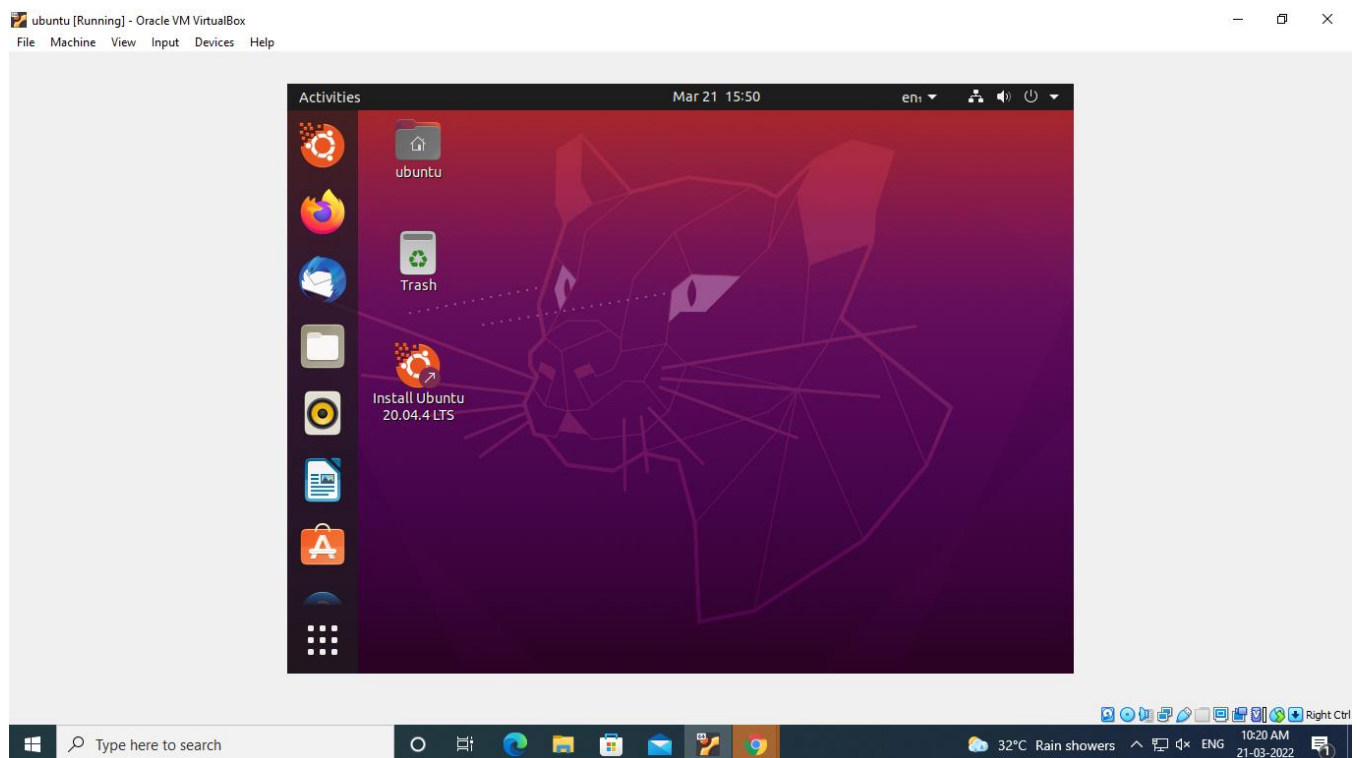 ubuntu [Running] - Oracle VM VirtualBox
File Machine View Input Devices Help
Activities Mar 21 15:50 en₁
ubuntu
Trash
Install Ubuntu
20.04.4 LTS
Right Ctrl
Type here to search 32°C Rain showers ENG 10:20 AM
21-03-2022 1